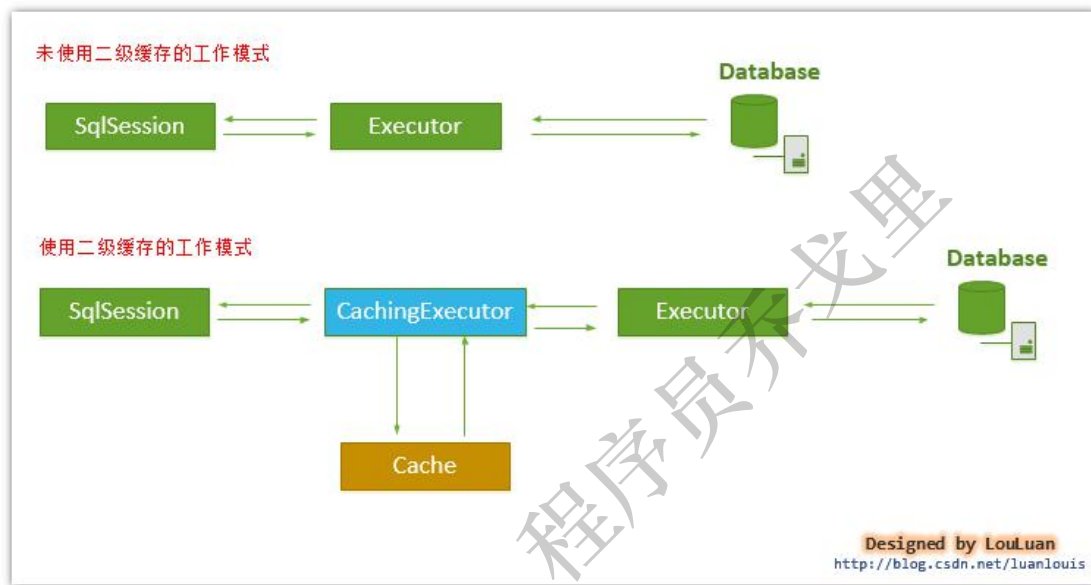 未使用二级缓存的工作模式
Database
SqlSession
Executor
使用二级缓存的工作模式
Database
SqlSession
CachingExecutor
Executor
Cache
程序员乔戈里
Designed by LouLuan
http://blog.csdn.net/luanlouis